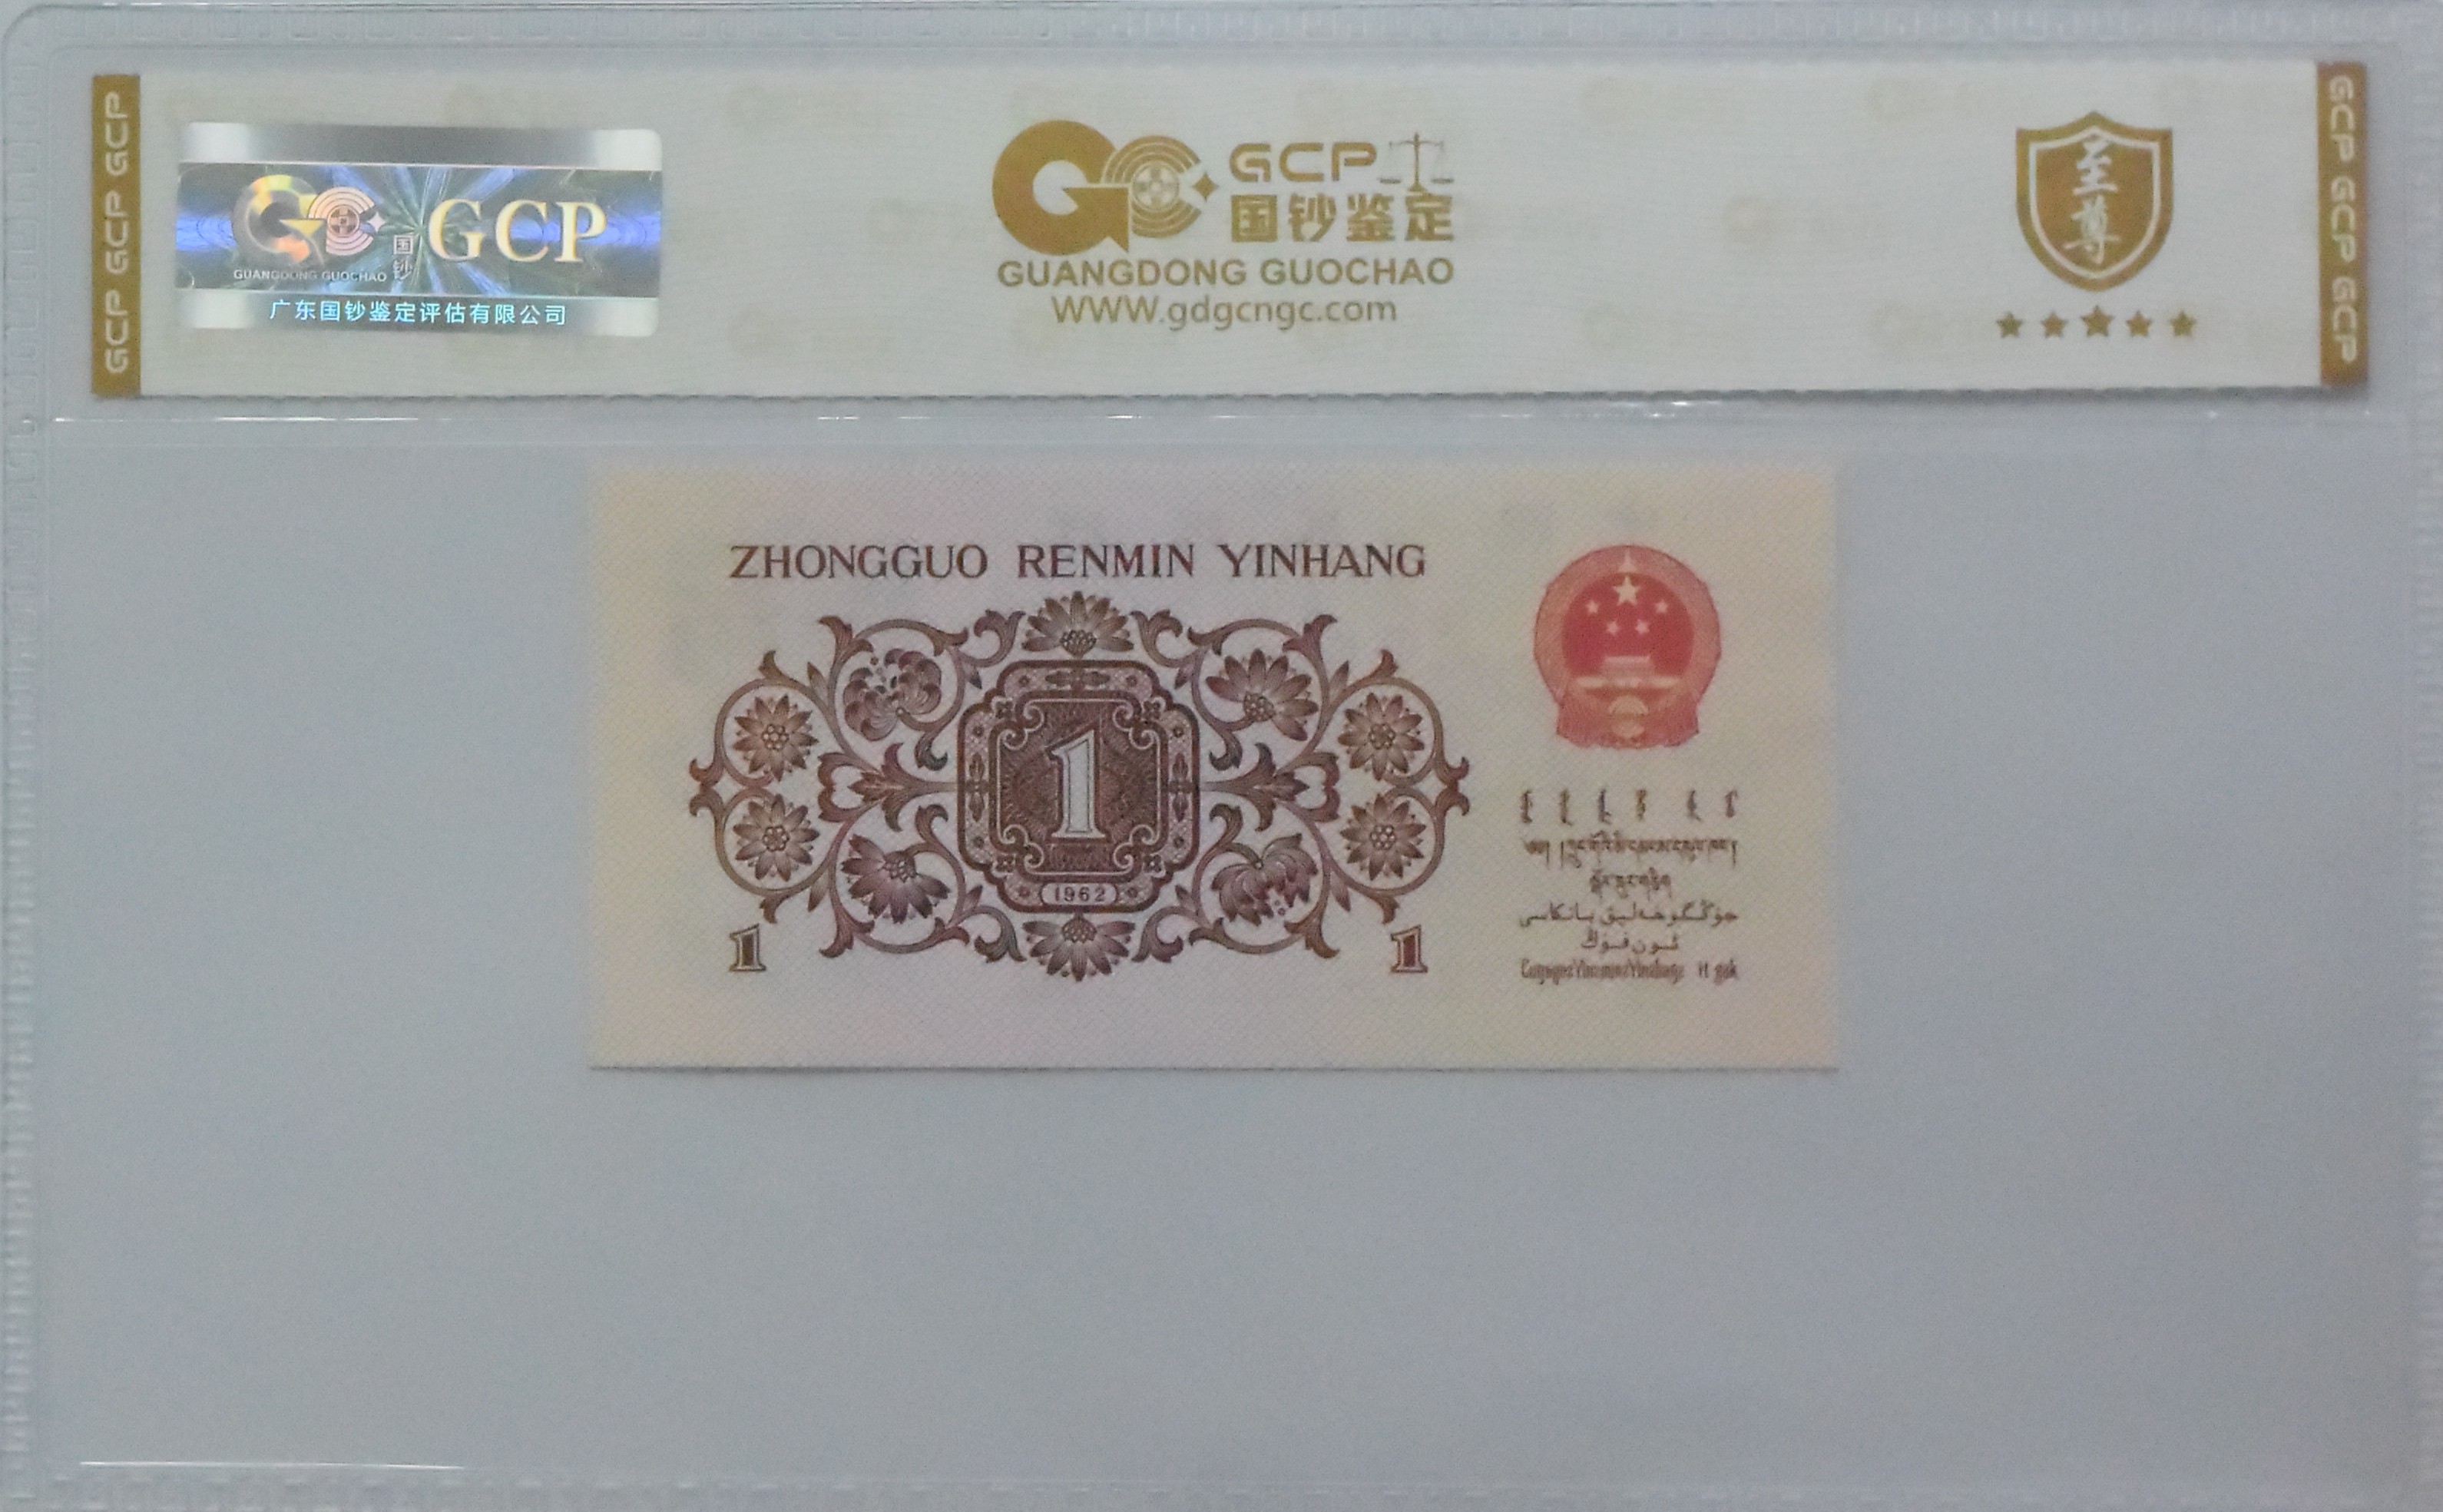 GCP GCP GCP
GUANGDONG GUOCHAO
国钞
GCP
广东国钞鉴定评估有限公司
GCP
国钞鉴定
GUANGDONG GUOCHAO
WWW.gdgcngc.com
至尊
GCP GCP GCP
ZHONGGUO RENMIN YINHANG
1
1962
1
1
جۇڭگوخەلىق بانكاسى